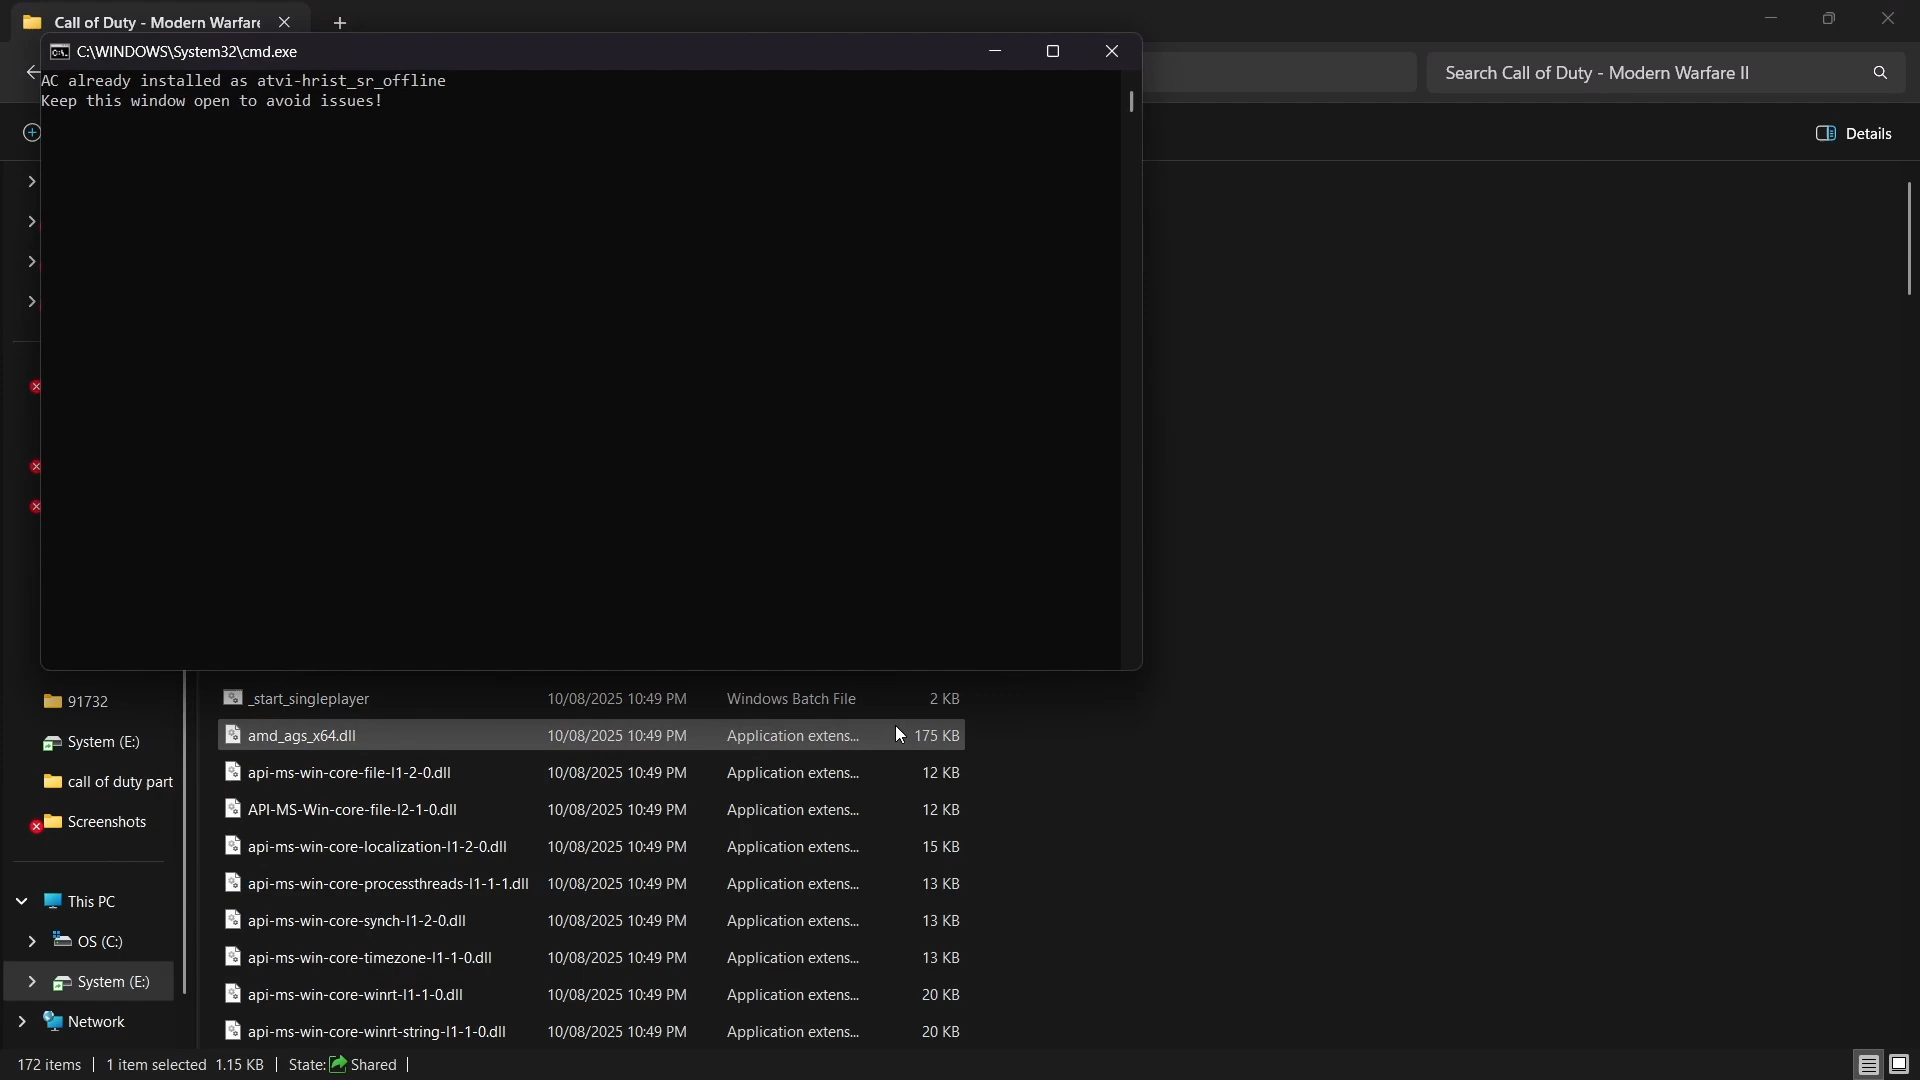 Call of Duty - Modern Warfare
C:\WINDOWS\System32\cmd.exe
Search Call of Duty - Modern Warfare II
AC already installed as atvi-hrist_sr_offline
Keep this window open to avoid issues!
Details
_start_singleplayer 10/08/2025 10:49 PM Windows Batch File 2 KB
amd_ags_x64.dll 10/08/2025 10:49 PM Application extens... 175 KB
api-ms-win-core-file-l1-2-0.dll 10/08/2025 10:49 PM Application extens... 12 KB
API-MS-Win-core-file-l2-1-0.dll 10/08/2025 10:49 PM Application extens... 12 KB
api-ms-win-core-localization-l1-2-0.dll 10/08/2025 10:49 PM Application extens... 15 KB
api-ms-win-core-processthreads-l1-1-1.dll 10/08/2025 10:49 PM Application extens... 13 KB
api-ms-win-core-synch-l1-2-0.dll 10/08/2025 10:49 PM Application extens... 13 KB
api-ms-win-core-timezone-l1-1-0.dll 10/08/2025 10:49 PM Application extens... 13 KB
api-ms-win-core-winrt-l1-1-0.dll 10/08/2025 10:49 PM Application extens... 20 KB
api-ms-win-core-winrt-string-l1-1-0.dll 10/08/2025 10:49 PM Application extens... 20 KB
91732
System (E:)
call of duty part
Screenshots
This PC
OS (C:)
System (E:)
Network
172 items 1 item selected 1.15 KB State: Shared